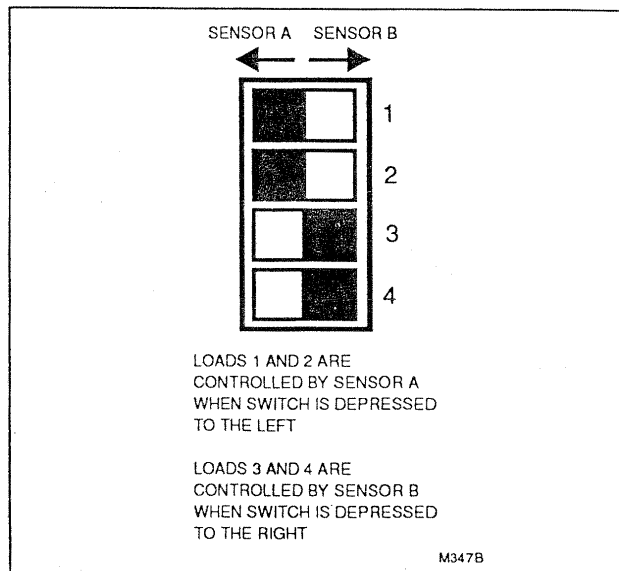 SENSOR A SENSOR B
1
2
3
4
LOADS 1 AND 2 ARE
CONTROLLED BY SENSOR A
WHEN SWITCH IS DEPRESSED
TO THE LEFT
LOADS 3 AND 4 ARE
CONTROLLED BY SENSOR B
WHEN SWITCH IS DEPRESSED
TO THE RIGHT
M347B